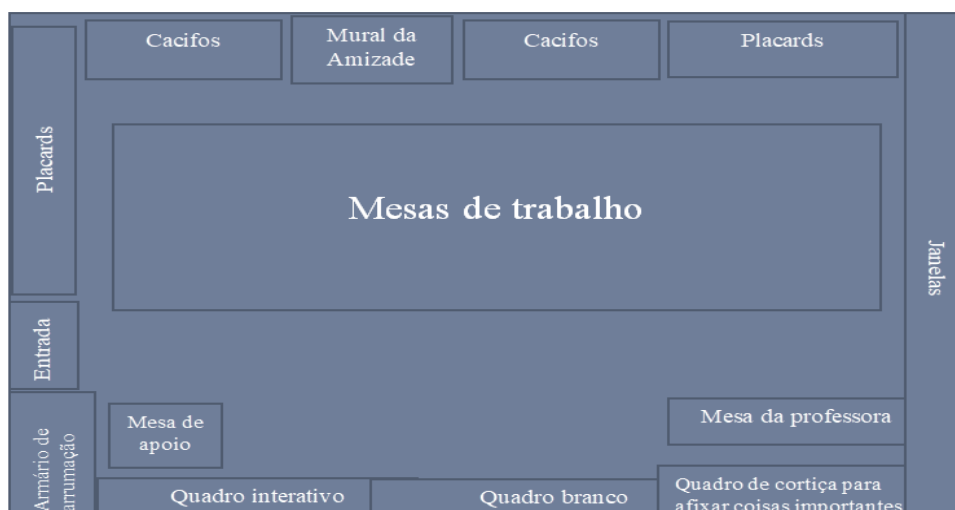 Cacifos
Mural da
Amizade
Cacifos
Placards
Placards
Mesas de trabalho
Janelas
Entrada
Mesa de
apoio
Mesa da professora
Armário de
arrumação
Quadro interativo
Quadro branco
Quadro de cortiça para
afixar coisas importantes